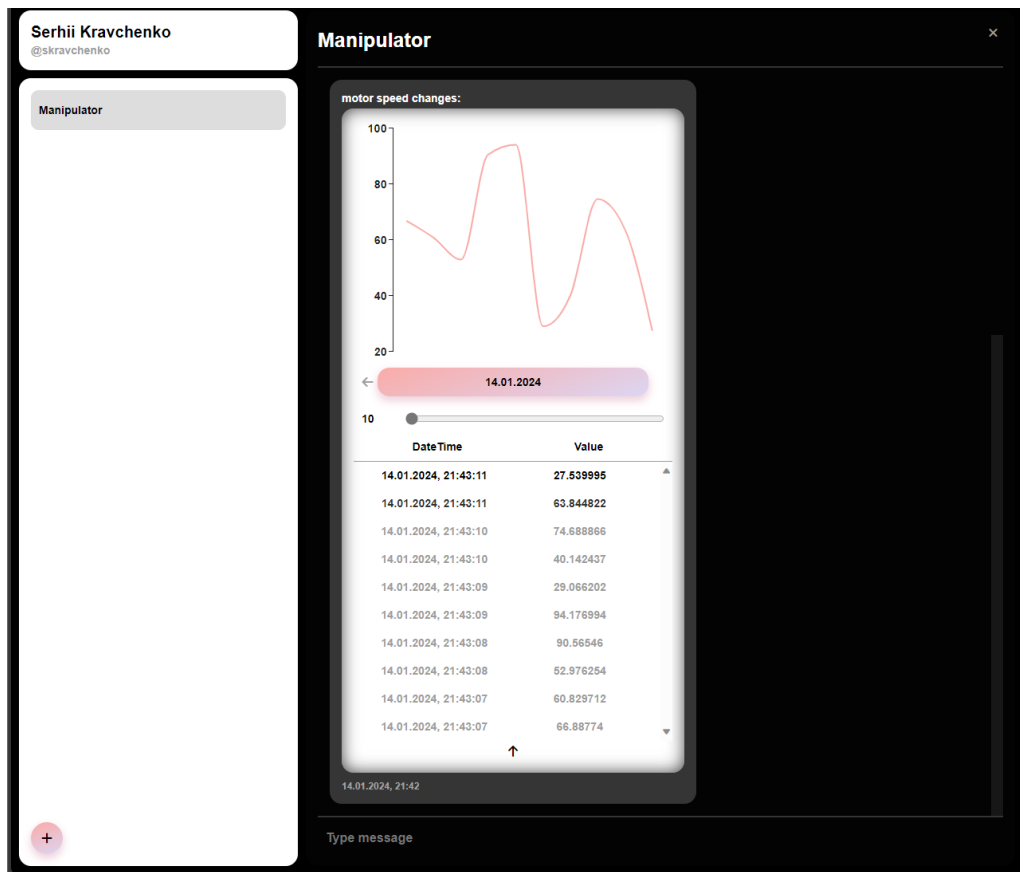 Serhii Kravchenko
@skravchenko
Manipulator
Manipulator
×
motor speed changes:
100
80
60
40
20
← 14.01.2024
10
DateTime Value
14.01.2024, 21:43:11 27.539995
14.01.2024, 21:43:11 63.844822
14.01.2024, 21:43:10 74.688866
14.01.2024, 21:43:10 40.142437
14.01.2024, 21:43:09 29.066202
14.01.2024, 21:43:09 94.176994
14.01.2024, 21:43:08 90.56546
14.01.2024, 21:43:08 52.976254
14.01.2024, 21:43:07 60.829712
14.01.2024, 21:43:07 66.88774
↑
14.01.2024, 21:42
+
Type message